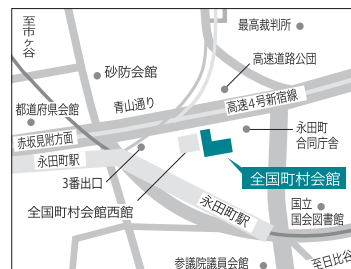 至市ヶ谷
最高裁判所
高速道路公団
砂防会館
青山通り
都道府県会館
高速4号新宿線
赤坂見附方面
永田町
合同庁舎
永田町駅
3番出口
全国町村会館
全国町村会館西館
永田町駅
国立
国会図書館
参議院議員会館
至日比谷